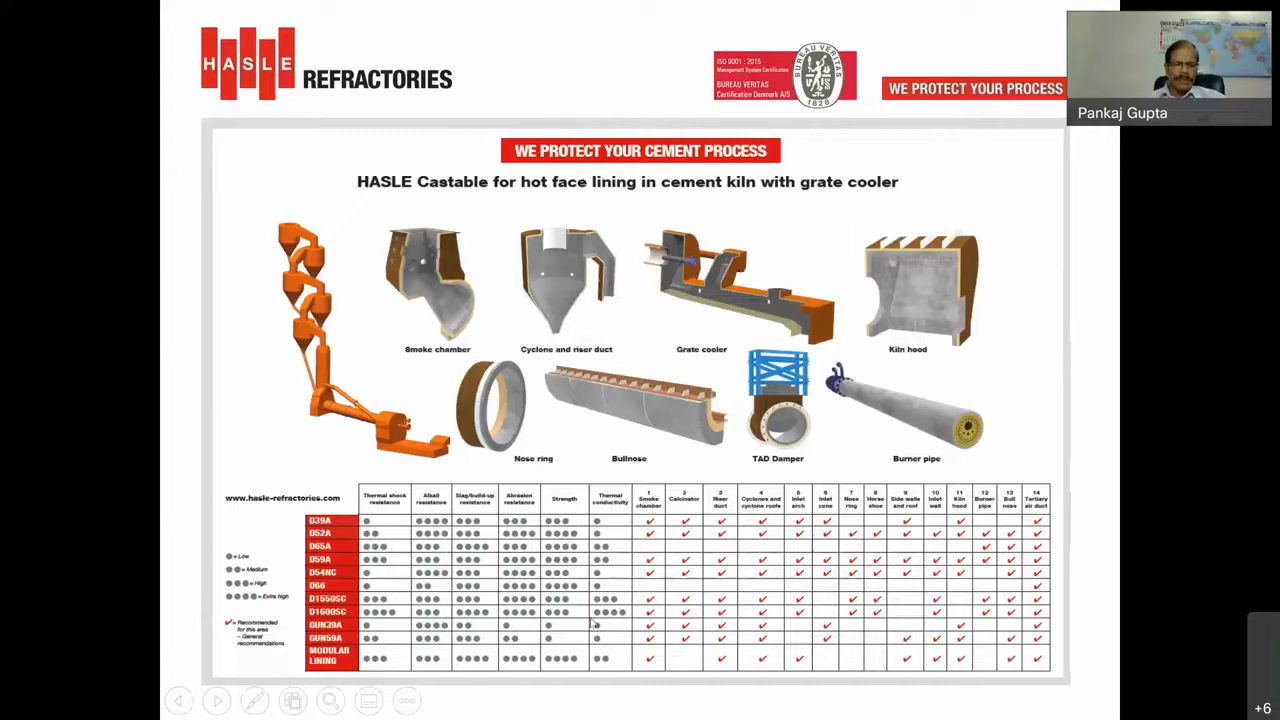 HASLE
REFRACTORIES
ISO 9001 : 2015
Management System Certification
BUREAU VERITAS
Certification Denmark A/S
BUREAU VERITAS
1828
WE PROTECT YOUR PROCESS
Pankaj Gupta
WE PROTECT YOUR CEMENT PROCESS
HASLE Castable for hot face lining in cement kiln with grate cooler
Smoke chamber
Cyclone and riser duct
Grate cooler
Kiln hood
Nose ring
Bullnose
TAD Damper
Burner pipe
www.hasle-refractories.com
Thermal shock resistance
Alkali resistance
Slag/build-up resistance
Abrasion resistance
Strength
Thermal conductivity
1 Smoke chamber
2 Calcinator
3 Riser duct
4 Cyclones and cyclone roofs
5 Inlet arch
6 Inlet cone
7 Nose ring
8 Horse shoe
9 Side walls and roof
10 Inlet wall
11 Kiln hood
12 Burner pipe
13 Bull nose
14 Tertiary air duct
D39A
D52A
D65A
D59A
D54NC
D66
D1550SC
D1600SC
GUN39A
GUN59A
MODULAR
LINING
= Low
= Medium
= High
= Extra high
= Recommended
for this area
– General
recommendations
+6